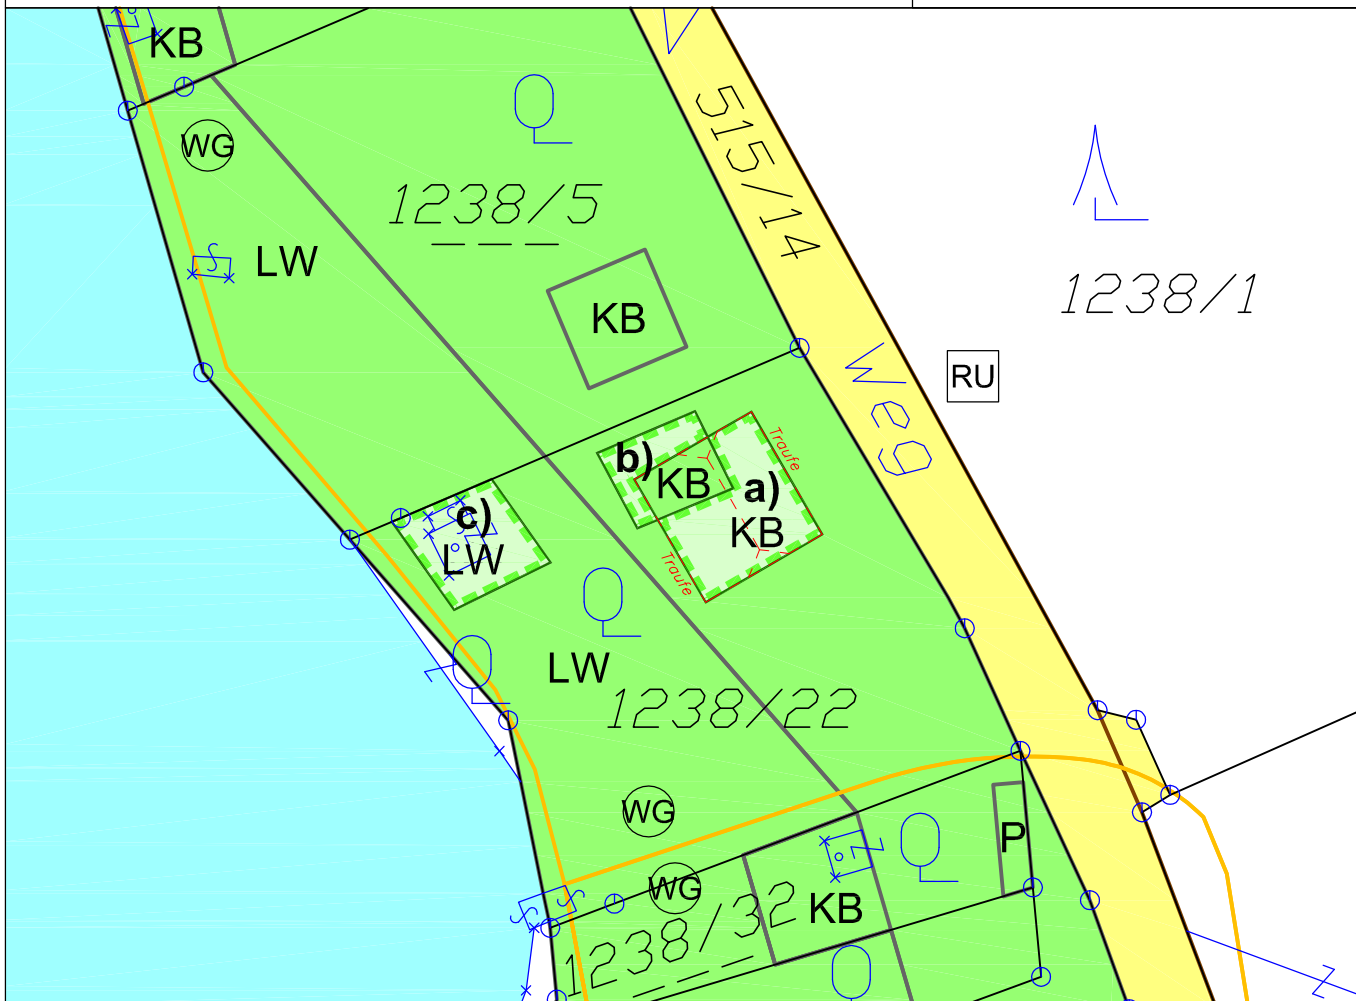 KB
WG
1238/5
515/14
LW
1238/1
KB
RU
Weg
b)
KB
a)
Traufe
KB
c)
LW
Traufe
LW
1238/22
WG
P
WG
KB
1238/32
Z
Z
Z
Z
S
S
S